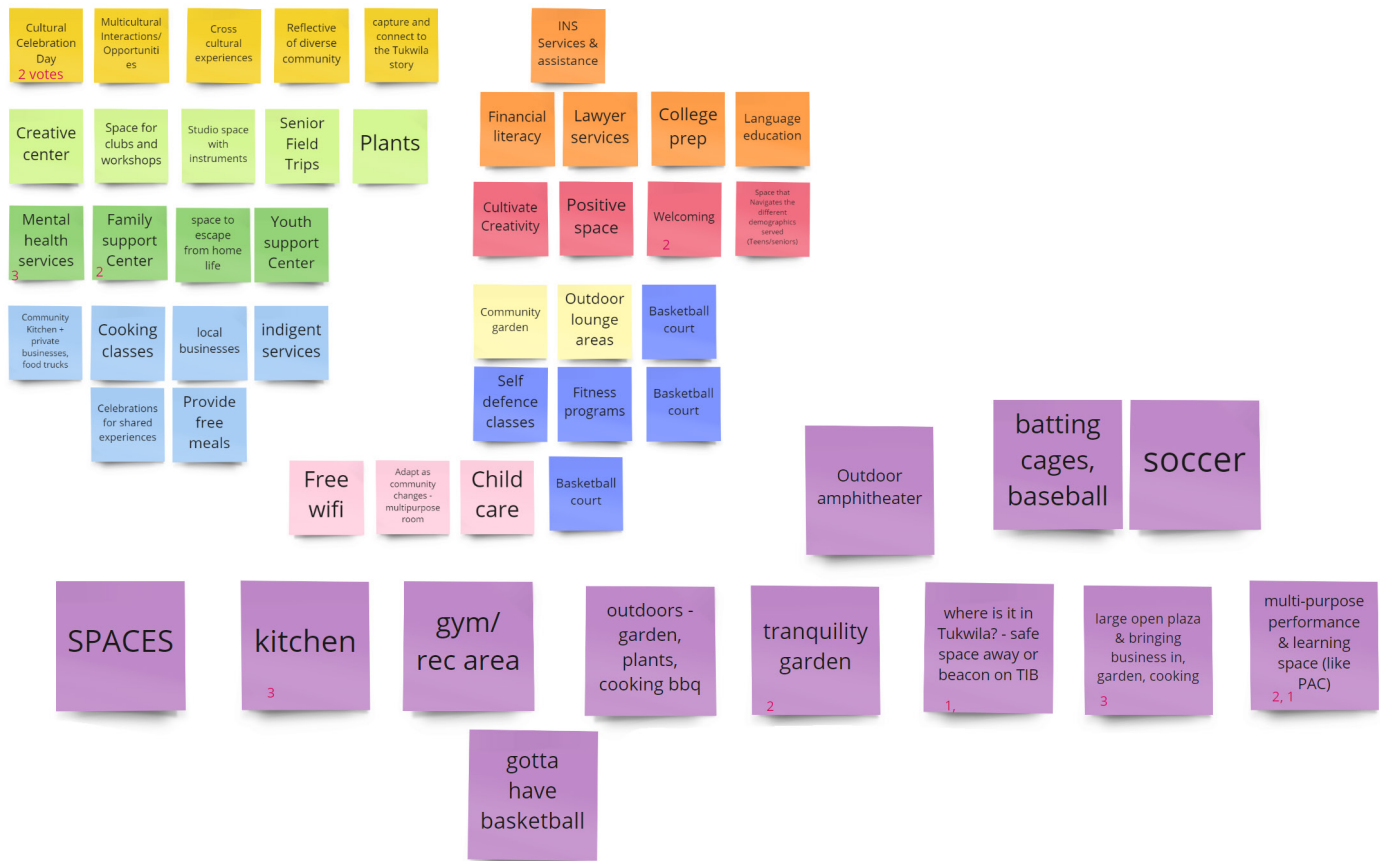 Cultural
Celebration
Day
2 votes
Multicultural
Interactions/
Opportuniti
es
Cross
cultural
experiences
Reflective
of diverse
community
capture and
connect to
the Tukwila
story
INS
Services &
assistance
Creative
center
Space for
clubs and
workshops
Studio space
with
instruments
Senior
Field
Trips
Plants
Financial
literacy
Lawyer
services
College
prep
Language
education
Mental
health
services
3
Family
support
Center
2
space to
escape
from home
life
Youth
support
Center
Cultivate
Creativity
Positive
space
Welcoming
2
Space that
Navigates the
different
demographics
served
(Teens/seniors)
Community
Kitchen +
private
businesses,
food trucks
Cooking
classes
local
businesses
indigent
services
Community
garden
Outdoor
lounge
areas
Basketball
court
Celebrations
for shared
experiences
Provide
free
meals
Self
defence
classes
Fitness
programs
Basketball
court
Free
wifi
Adapt as
community
changes -
multipurpose
room
Child
care
Basketball
court
Outdoor
amphitheater
batting
cages,
baseball
soccer
SPACES
kitchen
3
gym/
rec area
outdoors -
garden,
plants,
cooking bbq
tranquility
garden
2
where is it in
Tukwila? - safe
space away or
beacon on TIB
1,
large open plaza
& bringing
business in,
garden, cooking
3
multi-purpose
performance
& learning
space (like
PAC)
2, 1
gotta
have
basketball